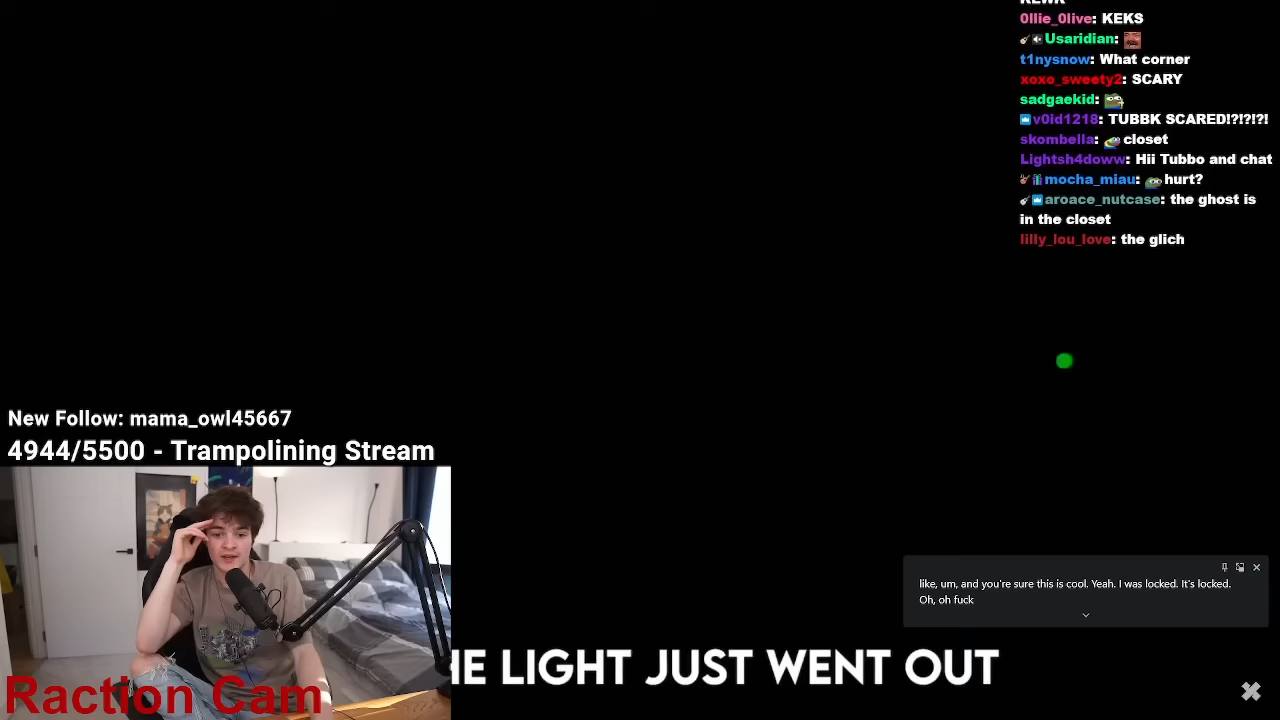 0llie_0live: KEKS
Usaridian:
t1nysnow: What corner
xoxo_sweety2: SCARY
sadgaekid:
v0id1218: TUBBK SCARED!?!?!?!
skombella: closet
Lightsh4doww: Hii Tubbo and chat
mocha_miau: hurt?
aroace_nutcase: the ghost is
in the closet
lilly_lou_love: the glich
New Follow: mama_owl45667
4944/5500 - Trampolining Stream
like, um, and you're sure this is cool. Yeah. I was locked. It's locked.
Oh, oh fuck
HE LIGHT JUST WENT OUT
Raction Cam